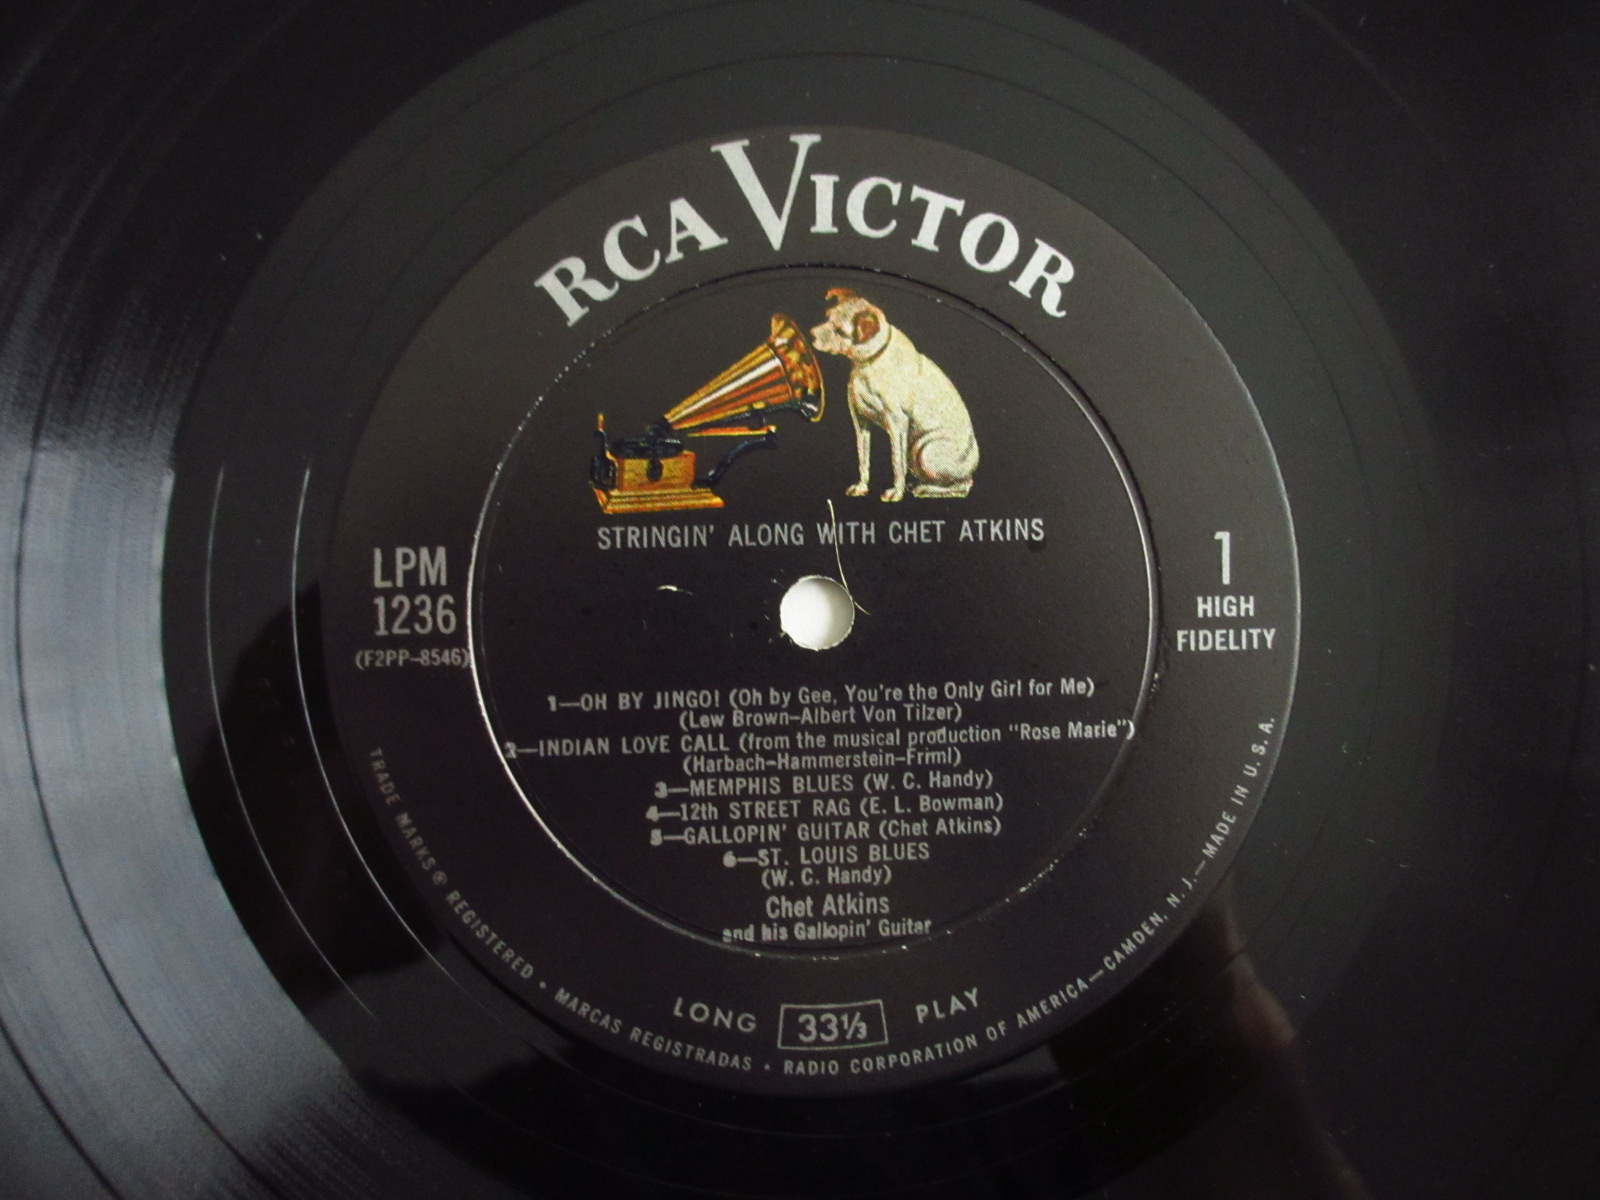 RCA VICTOR
STRINGIN' ALONG WITH CHET ATKINS
LPM
1236
(F2PP-8546)
1
HIGH
FIDELITY
1—OH BY JINGO! (Oh by Gee, You're the Only Girl for Me)
(Lew Brown-Albert Von Tilzer)
2—INDIAN LOVE CALL (from the musical production "Rose Marie")
(Harbach-Hammerstein-Friml)
3—MEMPHIS BLUES (W. C. Handy)
4—12th STREET RAG (E. L. Bowman)
5—GALLOPIN' GUITAR (Chet Atkins)
6—ST. LOUIS BLUES
(W. C. Handy)
Chet Atkins
and his Gallopin' Guitar
LONG 33⅓ PLAY
TRADE MARKS ® REGISTERED • MARCAS REGISTRADAS • RADIO CORPORATION OF AMERICA—CAMDEN, N. J.—MADE IN U. S. A.